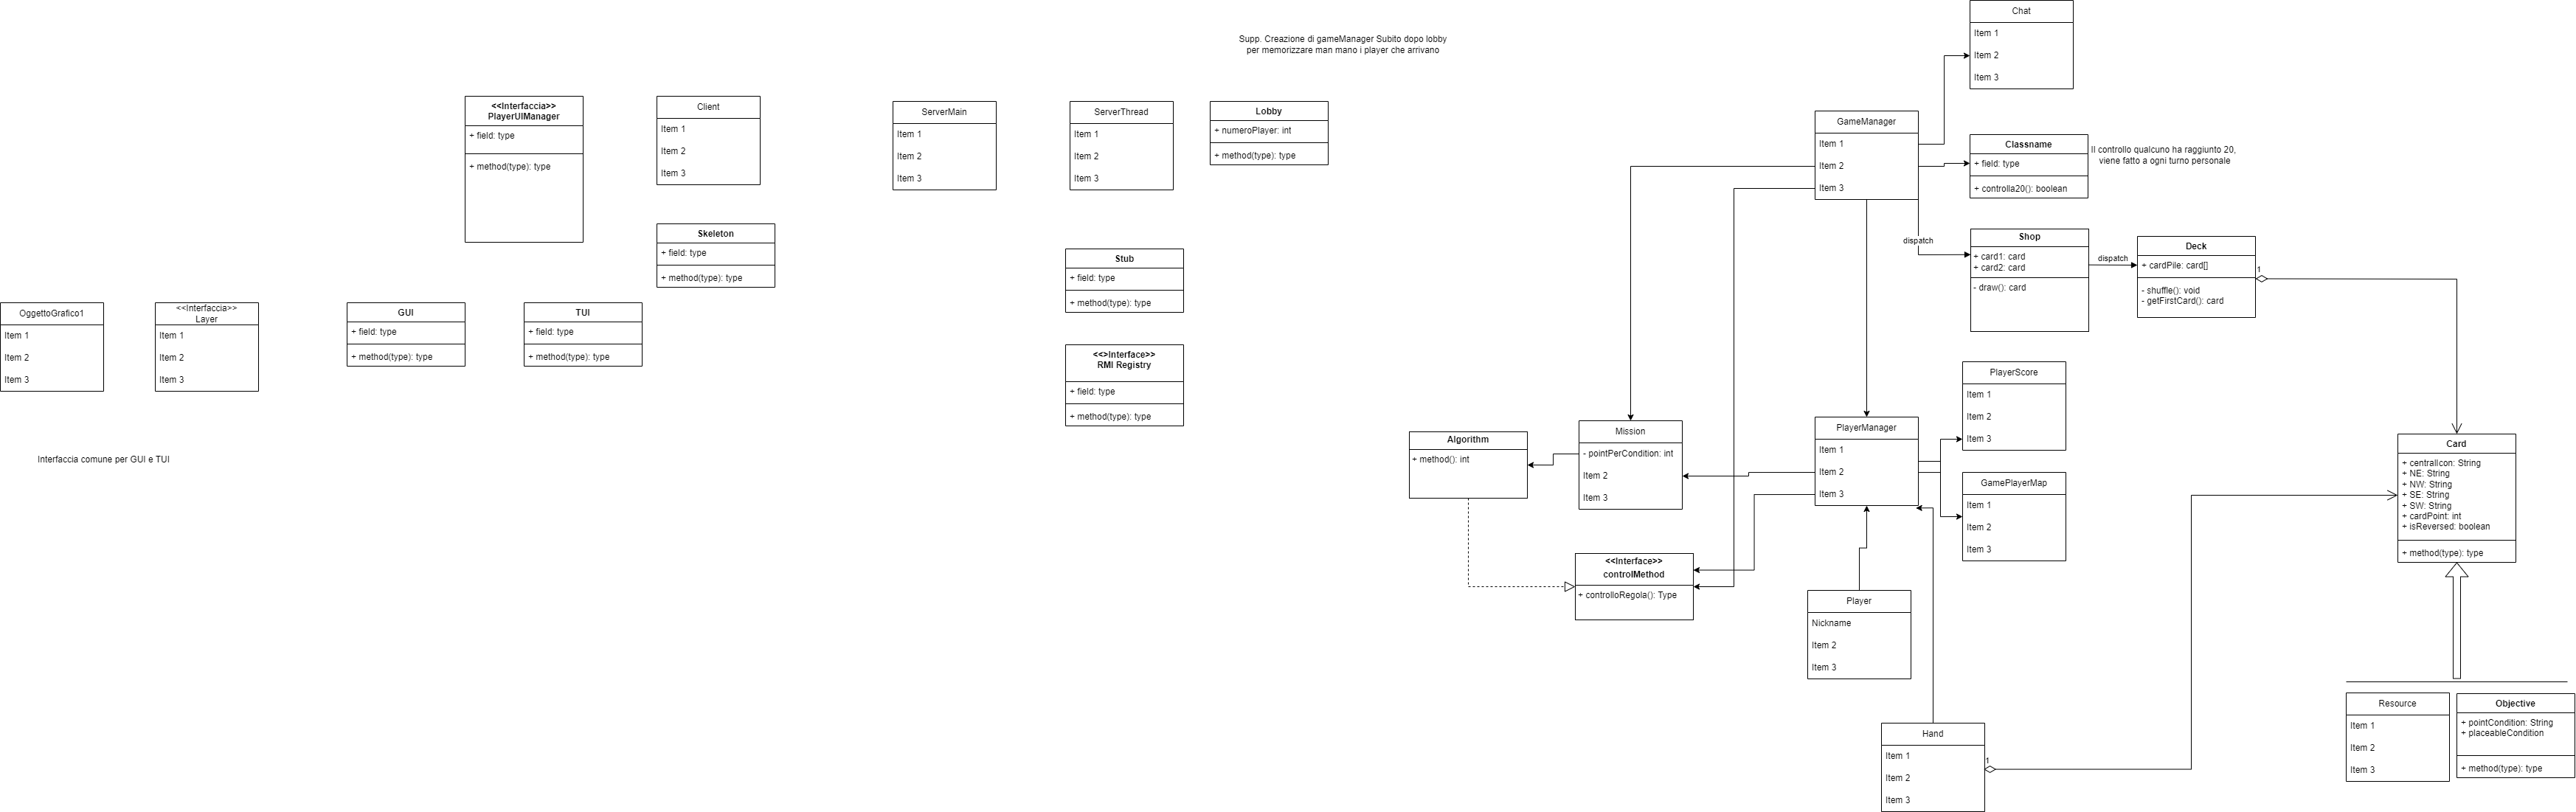 Supp. Creazione di gameManager Subito dopo lobby
per memorizzare man mano i player che arrivano
Chat
Item 1
Item 2
Item 3
<<Interfaccia>>
PlayerUIManager
+ field: type
+ method(type): type
Client
Item 1
Item 2
Item 3
ServerMain
Item 1
Item 2
Item 3
ServerThread
Item 1
Item 2
Item 3
Lobby
+ numeroPlayer: int
+ method(type): type
GameManager
Item 1
Item 2
Item 3
Classname
+ field: type
+ controlla20(): boolean
Il controllo qualcuno ha raggiunto 20,
viene fatto a ogni turno personale
Skeleton
+ field: type
+ method(type): type
Stub
+ field: type
+ method(type): type
dispatch
Shop
+ card1: card
+ card2: card
- draw(): card
dispatch
Deck
+ cardPile: card[]
- shuffle(): void
- getFirstCard(): card
1
OggettoGrafico1
Item 1
Item 2
Item 3
<<Interfaccia>>
Layer
Item 1
Item 2
Item 3
GUI
+ field: type
+ method(type): type
TUI
+ field: type
+ method(type): type
<<>Interface>>
RMI Registry
+ field: type
+ method(type): type
Interfaccia comune per GUI e TUI
Algorithm
+ method(): int
Mission
- pointPerCondition: int
Item 2
Item 3
PlayerManager
Item 1
Item 2
Item 3
PlayerScore
Item 1
Item 2
Item 3
GamePlayerMap
Item 1
Item 2
Item 3
Card
+ centralIcon: String
+ NE: String
+ NW: String
+ SE: String
+ SW: String
+ cardPoint: int
+ isReversed: boolean
+ method(type): type
<<Interface>>
controlMethod
+ controlloRegola(): Type
Player
Nickname
Item 2
Item 3
Hand
Item 1
Item 2
Item 3
1
Resource
Item 1
Item 2
Item 3
Objective
+ pointCondition: String
+ placeableCondition
+ method(type): type